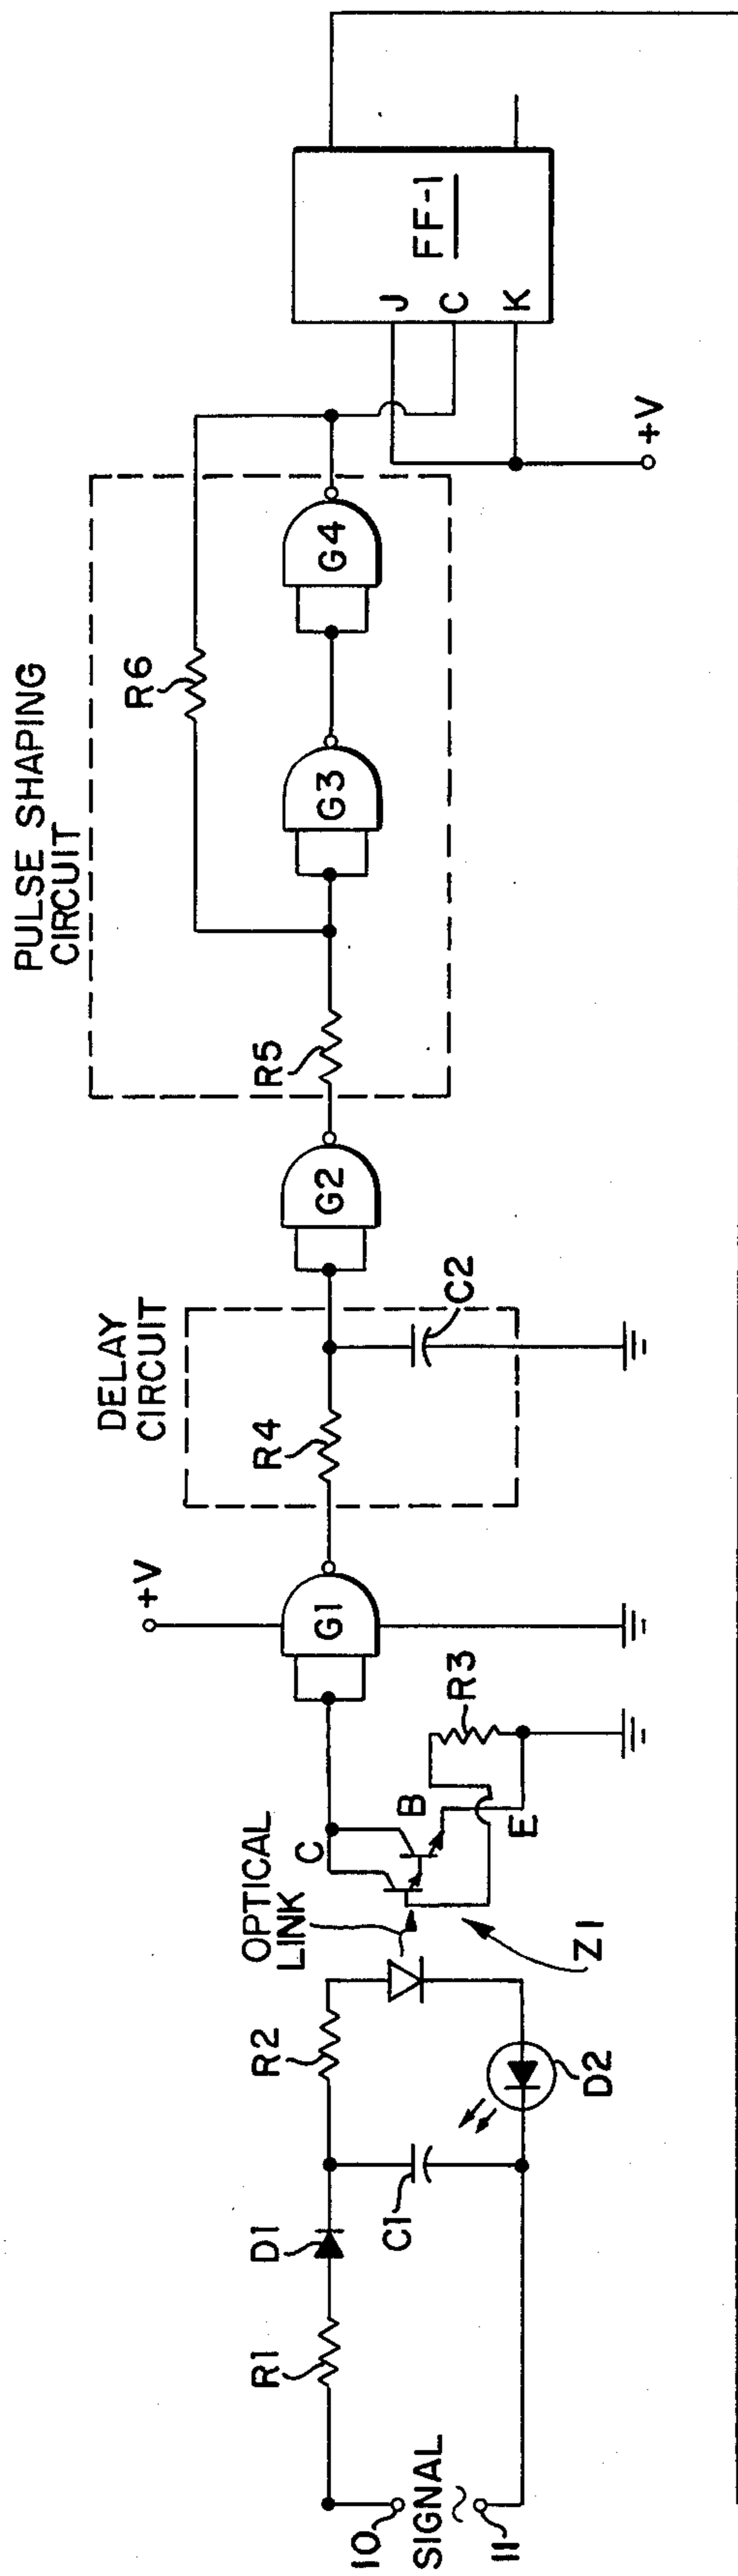 10
SIGNAL
~
11
R1
D1
C1
R2
D2
OPTICAL
LINK
Z1
C
B
E
R3
+V
G1
DELAY
CIRCUIT
R4
C2
G2
PULSE SHAPING
CIRCUIT
R5
R6
G3
G4
+V
J
C
K
FF-1